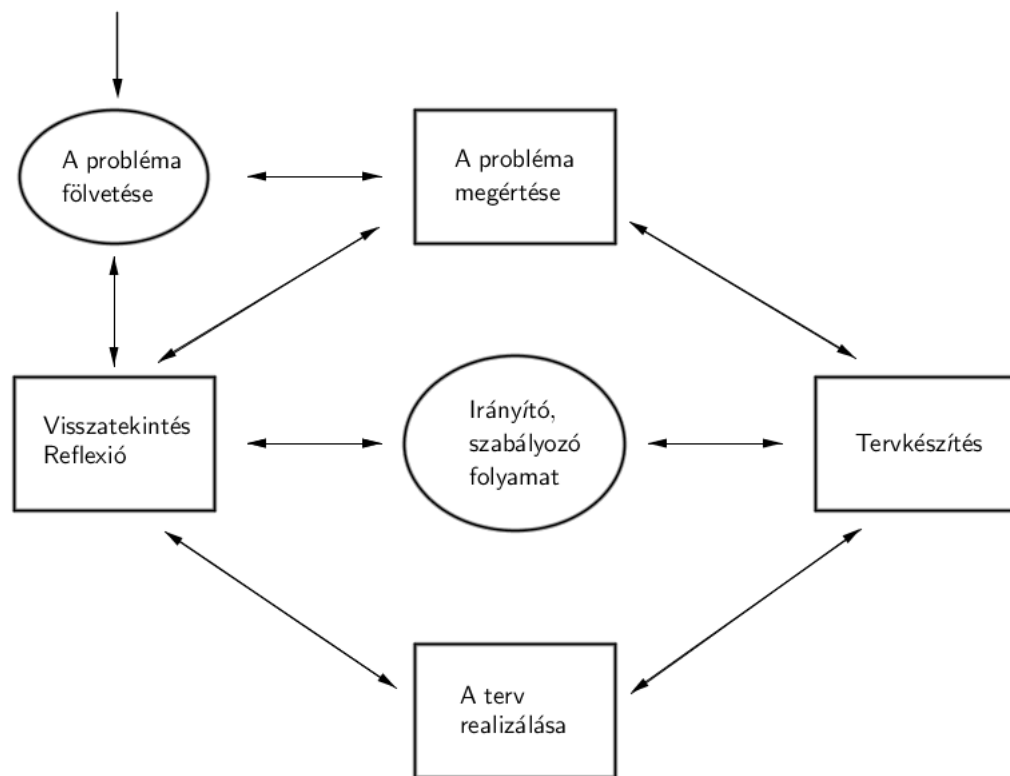 A probléma
fölvetése
A probléma
megértése
Visszatekintés
Reflexió
Irányító,
szabályozó
folyamat
Tervkészítés
A terv
realizálása